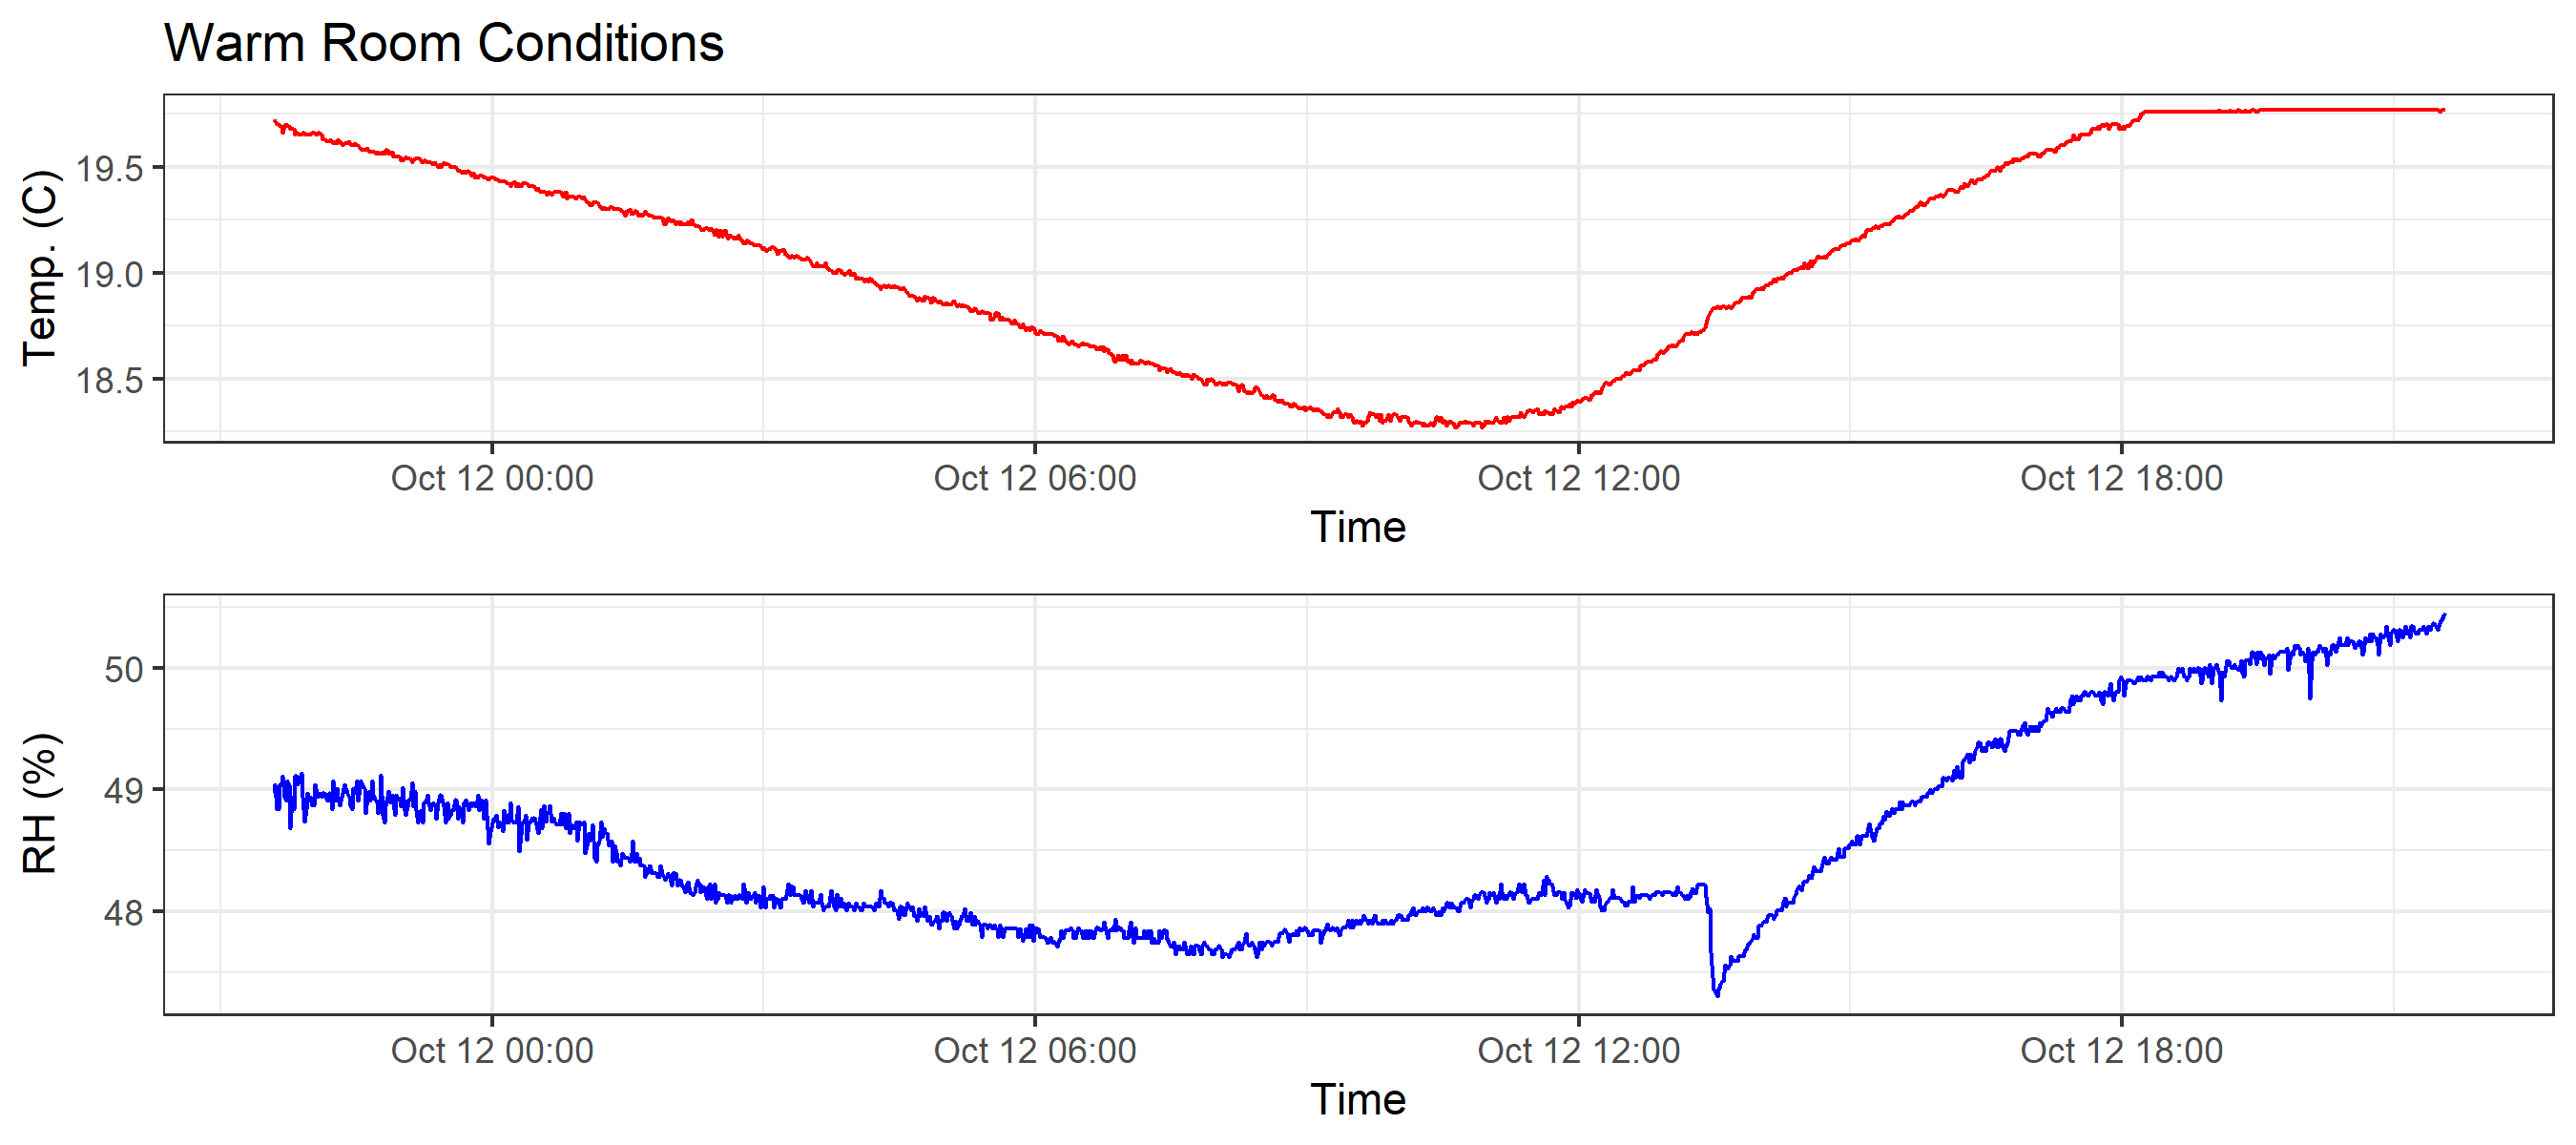 Warm Room Conditions
Temp. (C)
19.5
19.0
18.5
Oct 12 00:00 Oct 12 06:00 Oct 12 12:00 Oct 12 18:00
Time
RH (%)
50
49
48
Oct 12 00:00 Oct 12 06:00 Oct 12 12:00 Oct 12 18:00
Time